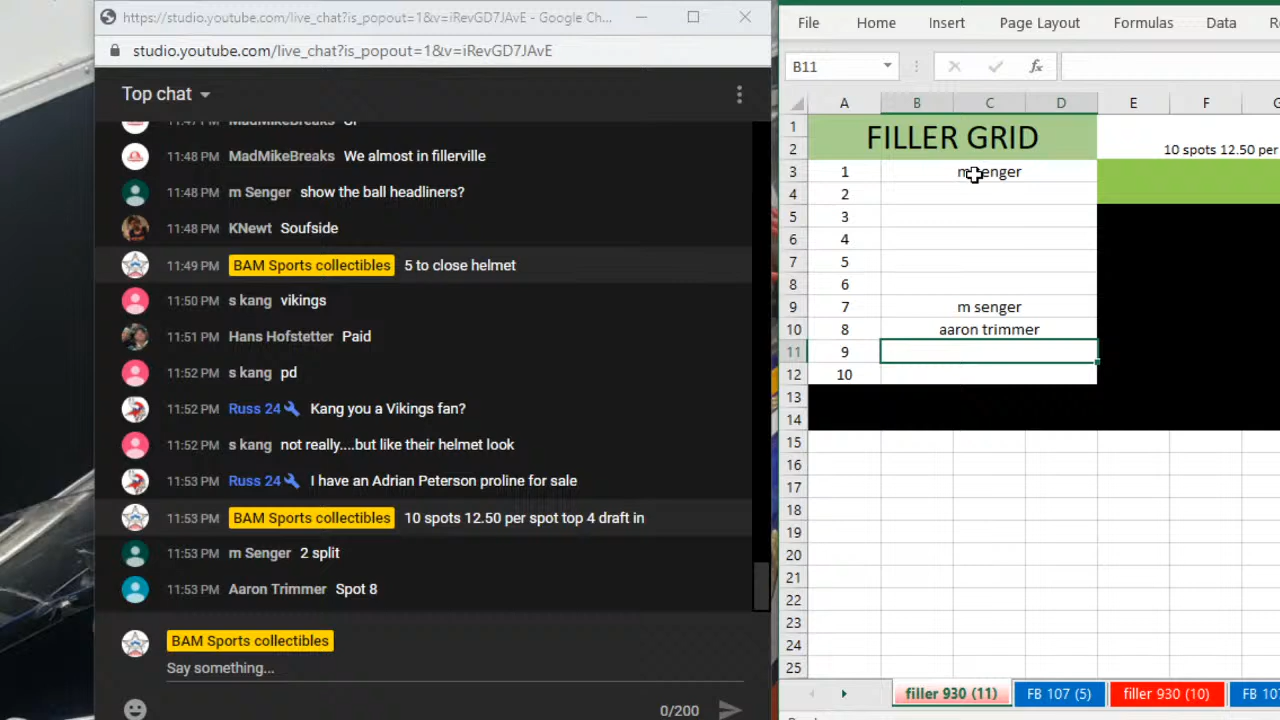 https://studio.youtube.com/live_chat?is_popout=1&v=iRevGD7JAvE - Google Ch...
studio.youtube.com/live_chat?is_popout=1&v=iRevGD7JAvE
Top chat
11:47 PM MadMikeBreaks
11:48 PM MadMikeBreaks We almost in fillerville
11:48 PM m Senger show the ball headliners?
11:48 PM KNewt Soufside
11:49 PM BAM Sports collectibles 5 to close helmet
11:50 PM s kang vikings
11:51 PM Hans Hofstetter Paid
11:52 PM s kang pd
11:52 PM Russ 24 Kang you a Vikings fan?
11:52 PM s kang not really....but like their helmet look
11:53 PM Russ 24 I have an Adrian Peterson proline for sale
11:53 PM BAM Sports collectibles 10 spots 12.50 per spot top 4 draft in
11:53 PM m Senger 2 split
11:53 PM Aaron Trimmer Spot 8
BAM Sports collectibles
Say something...
0/200
File Home Insert Page Layout Formulas Data
B11 fx
A B C D E F G
1 FILLER GRID
2 10 spots 12.50 per
3 1 m senger
4 2
5 3
6 4
7 5
8 6
9 7 m senger
10 8 aaron trimmer
11 9
12 10
13
14
15
16
17
18
19
20
21
22
23
24
25
filler 930 (11) FB 107 (5) filler 930 (10) FB 107